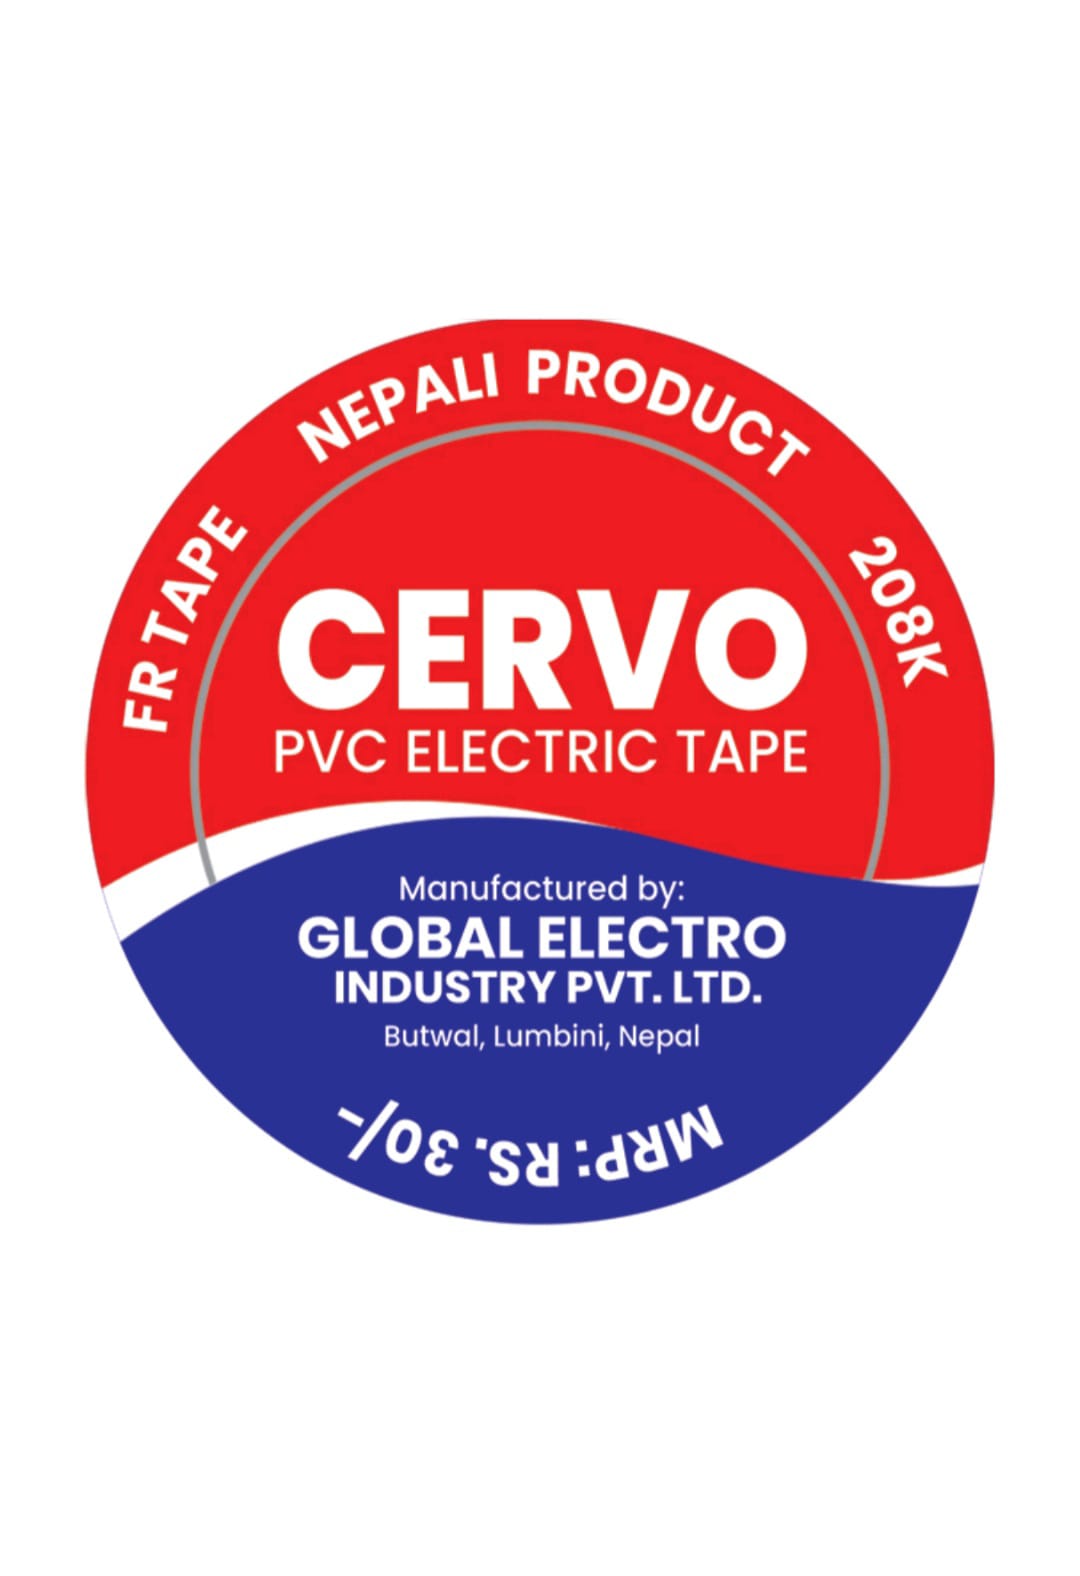 FR TAPE
NEPALI PRODUCT
208K
CERVO
PVC ELECTRIC TAPE
Manufactured by:
GLOBAL ELECTRO
INDUSTRY PVT. LTD.
Butwal, Lumbini, Nepal
MRP: RS. 30/-